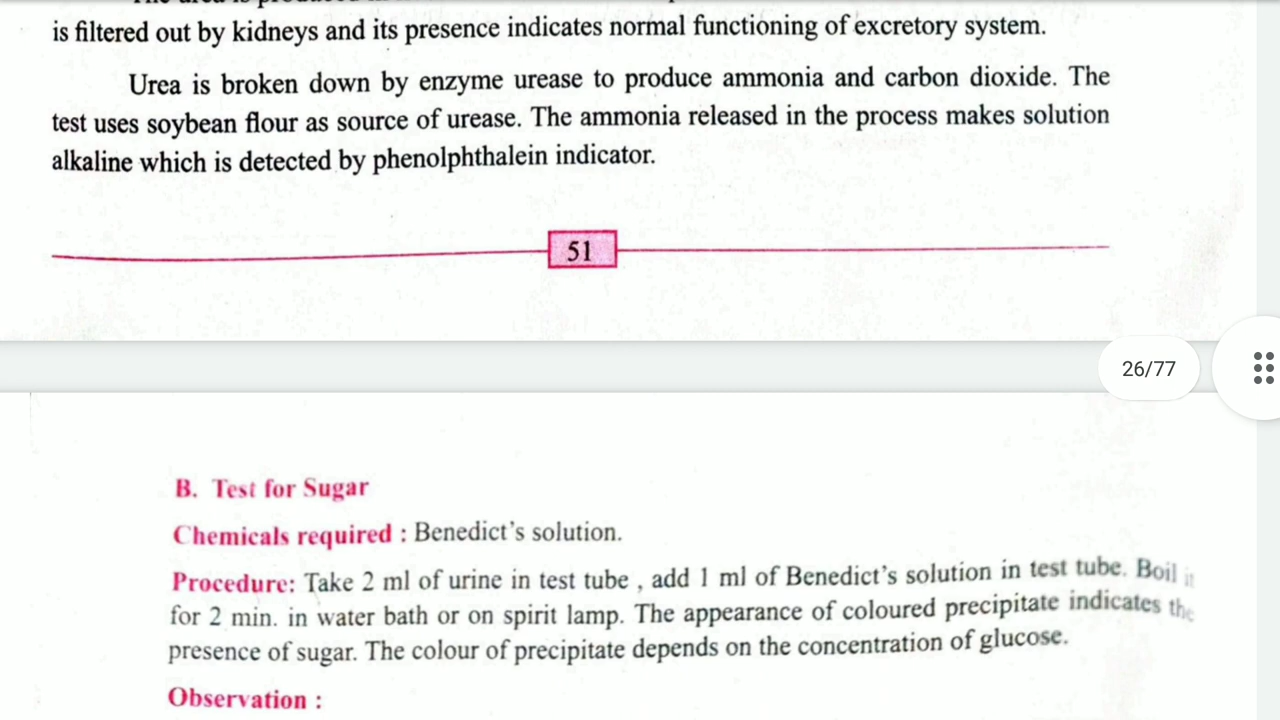 is filtered out by kidneys and its presence indicates normal functioning of excretory system.
Urea is broken down by enzyme urease to produce ammonia and carbon dioxide. The
test uses soybean flour as source of urease. The ammonia released in the process makes solution
alkaline which is detected by phenolphthalein indicator.
51
26/77
B. Test for Sugar
Chemicals required : Benedict's solution.
Procedure: Take 2 ml of urine in test tube , add 1 ml of Benedict's solution in test tube. Boil it
for 2 min. in water bath or on spirit lamp. The appearance of coloured precipitate indicates the
presence of sugar. The colour of precipitate depends on the concentration of glucose.
Observation :